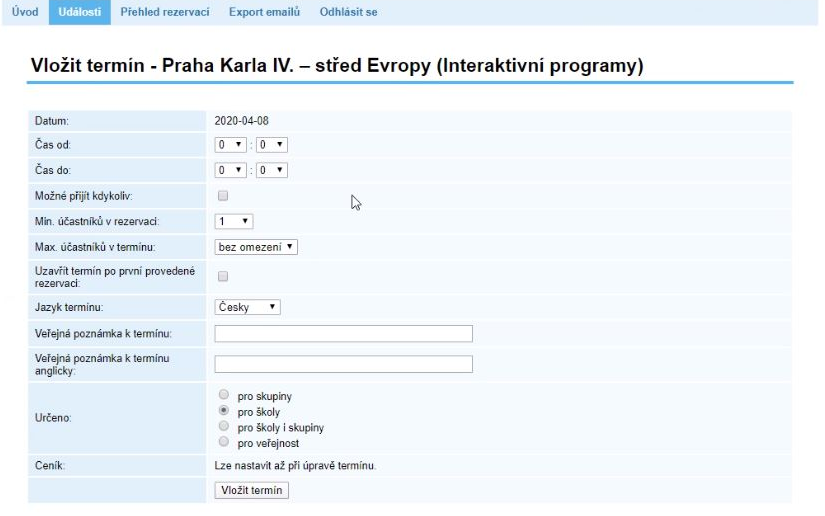 Úvod Události Přehled rezervací Export emailů Odhlásit se
Vložit termín - Praha Karla IV. – střed Evropy (Interaktivní programy)
Datum: 2020-04-08
Čas od: 0 : 0
Čas do: 0 : 0
Možné přijít kdykoliv:
Min. účastníků v rezervaci: 1
Max. účastníků v termínu: bez omezení
Uzavřít termín po první provedené
rezervaci:
Jazyk termínu: Česky
Veřejná poznámka k termínu:
Veřejná poznámka k termínu
anglicky:
Určeno:
pro skupiny
pro školy
pro školy i skupiny
pro veřejnost
Ceník: Lze nastavit až při úpravě termínu.
Vložit termín